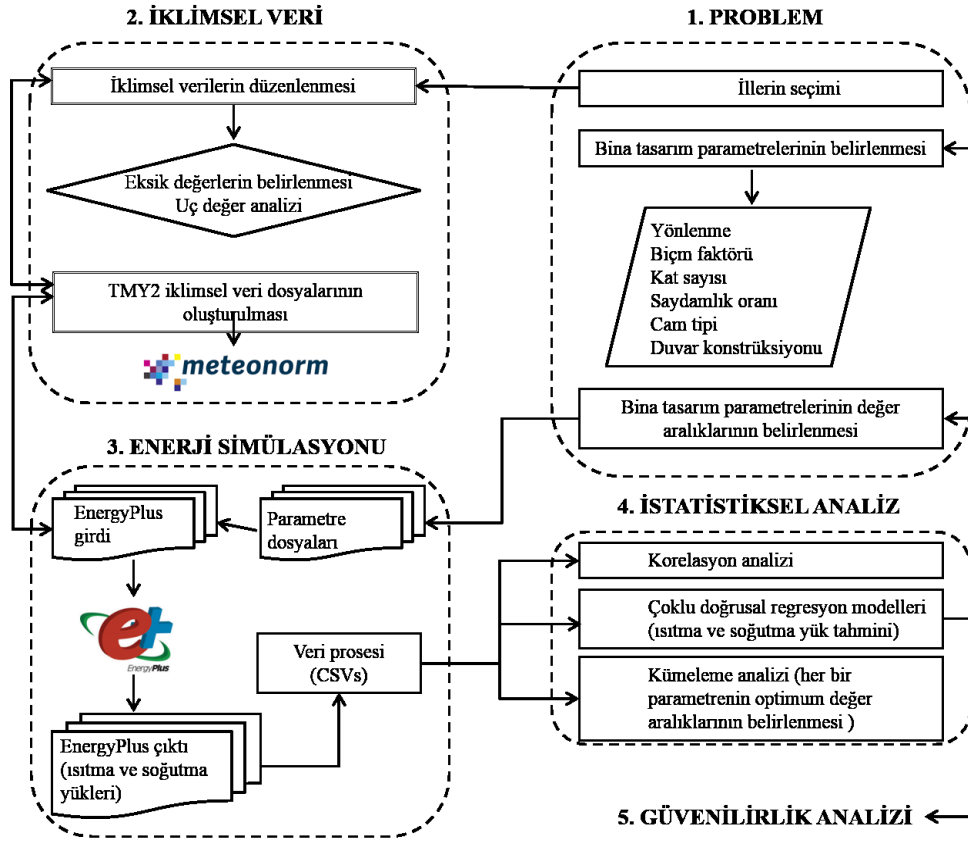 1. PROBLEM
İllerin seçimi
Bina tasarım parametrelerinin belirlenmesi
Yönlenme
Biçm faktörü
Kat sayısı
Saydamlık oranı
Cam tipi
Duvar konstrüksiyonu
Bina tasarım parametrelerinin değer
aralıklarının belirlenmesi
2. İKLİMSEL VERİ
İklimsel verilerin düzenlenmesi
Eksik değerlerin belirlenmesi
Uç değer analizi
TMY2 iklimsel veri dosyalarının
oluşturulması
meteonorm
3. ENERJİ SİMÜLASYONU
EnergyPlus
girdi
Parametre
dosyaları
e+
EnergyPlus
Veri prosesi
(CSVs)
EnergyPlus çıktı
(ısıtma ve soğutma
yükleri)
4. İSTATİSTİKSEL ANALİZ
Korelasyon analizi
Çoklu doğrusal regresyon modelleri
(ısıtma ve soğutma yük tahmini)
Kümeleme analizi (her bir
parametrenin optimum değer
aralıklarının belirlenmesi )
5. GÜVENİLİRLİK ANALİZİ